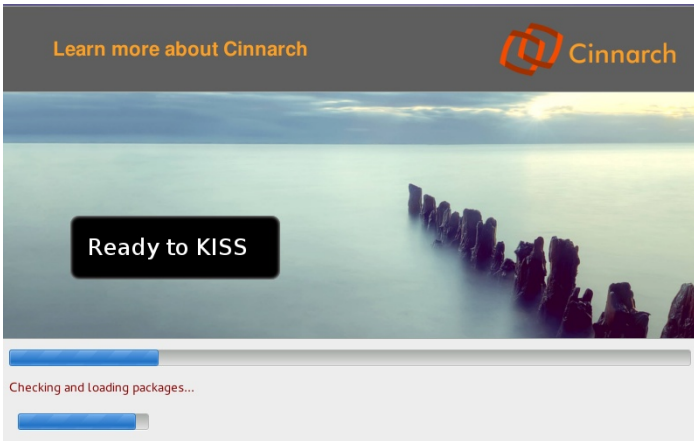 Learn more about Cinnarch
Cinnarch
Ready to KISS
Checking and loading packages...